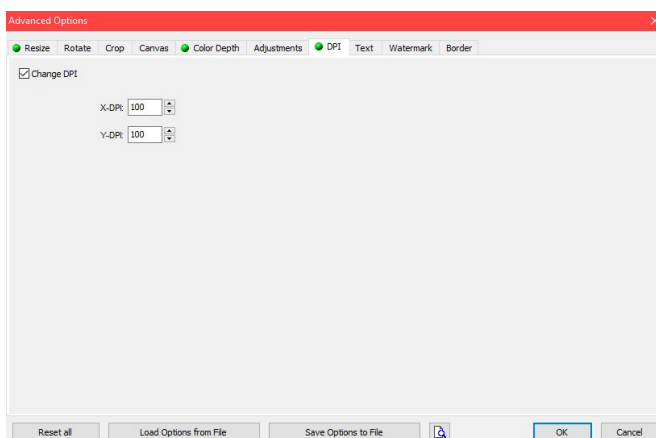 Advanced Options
Resize Rotate Crop Canvas Color Depth Adjustments DPI Text Watermark Border
Change DPI
X-DPI: 100
Y-DPI: 100
Reset all Load Options from File Save Options to File OK Cancel